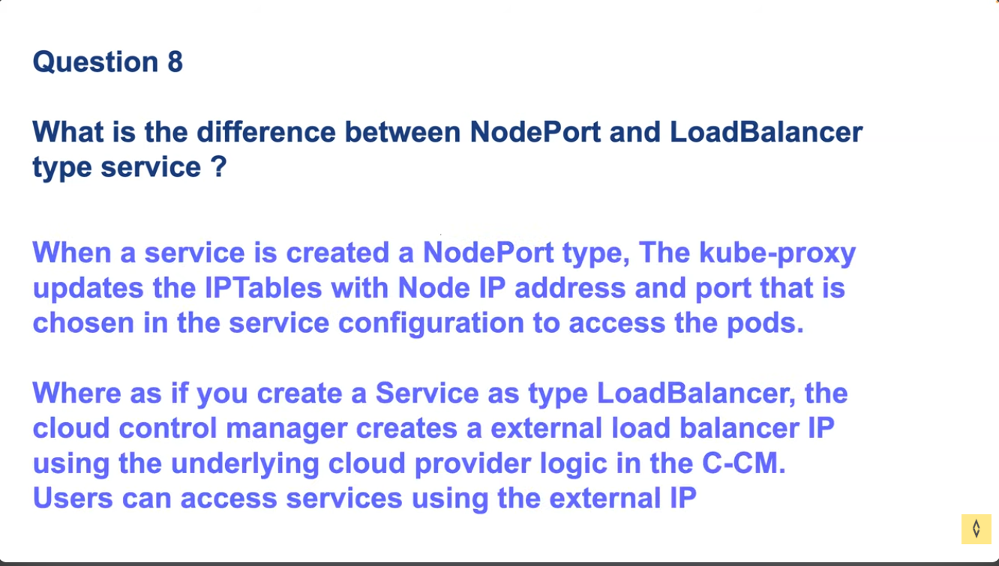 Question 8
What is the difference between NodePort and LoadBalancer
type service ?
When a service is created a NodePort type, The kube-proxy
updates the IPTables with Node IP address and port that is
chosen in the service configuration to access the pods.
Where as if you create a Service as type LoadBalancer, the
cloud control manager creates a external load balancer IP
using the underlying cloud provider logic in the C-CM.
Users can access services using the external IP